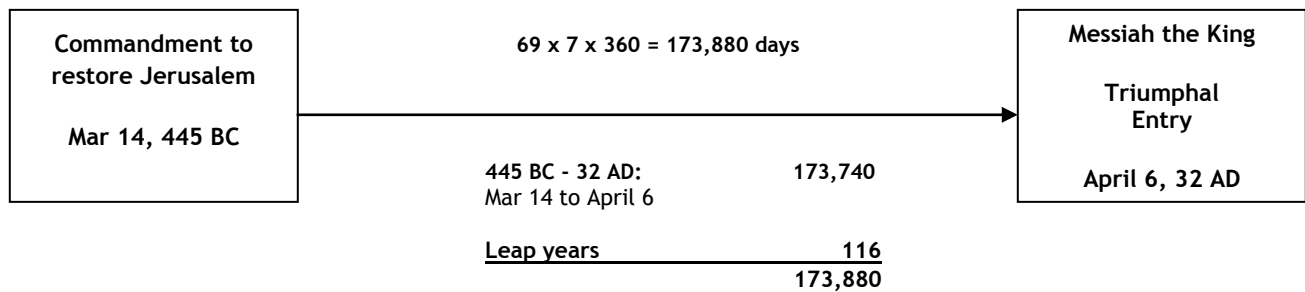 Commandment to
restore Jerusalem
Mar 14, 445 BC
69 x 7 x 360 = 173,880 days
445 BC - 32 AD: 173,740
Mar 14 to April 6
Leap years 116
173,880
Messiah the King
Triumphal
Entry
April 6, 32 AD